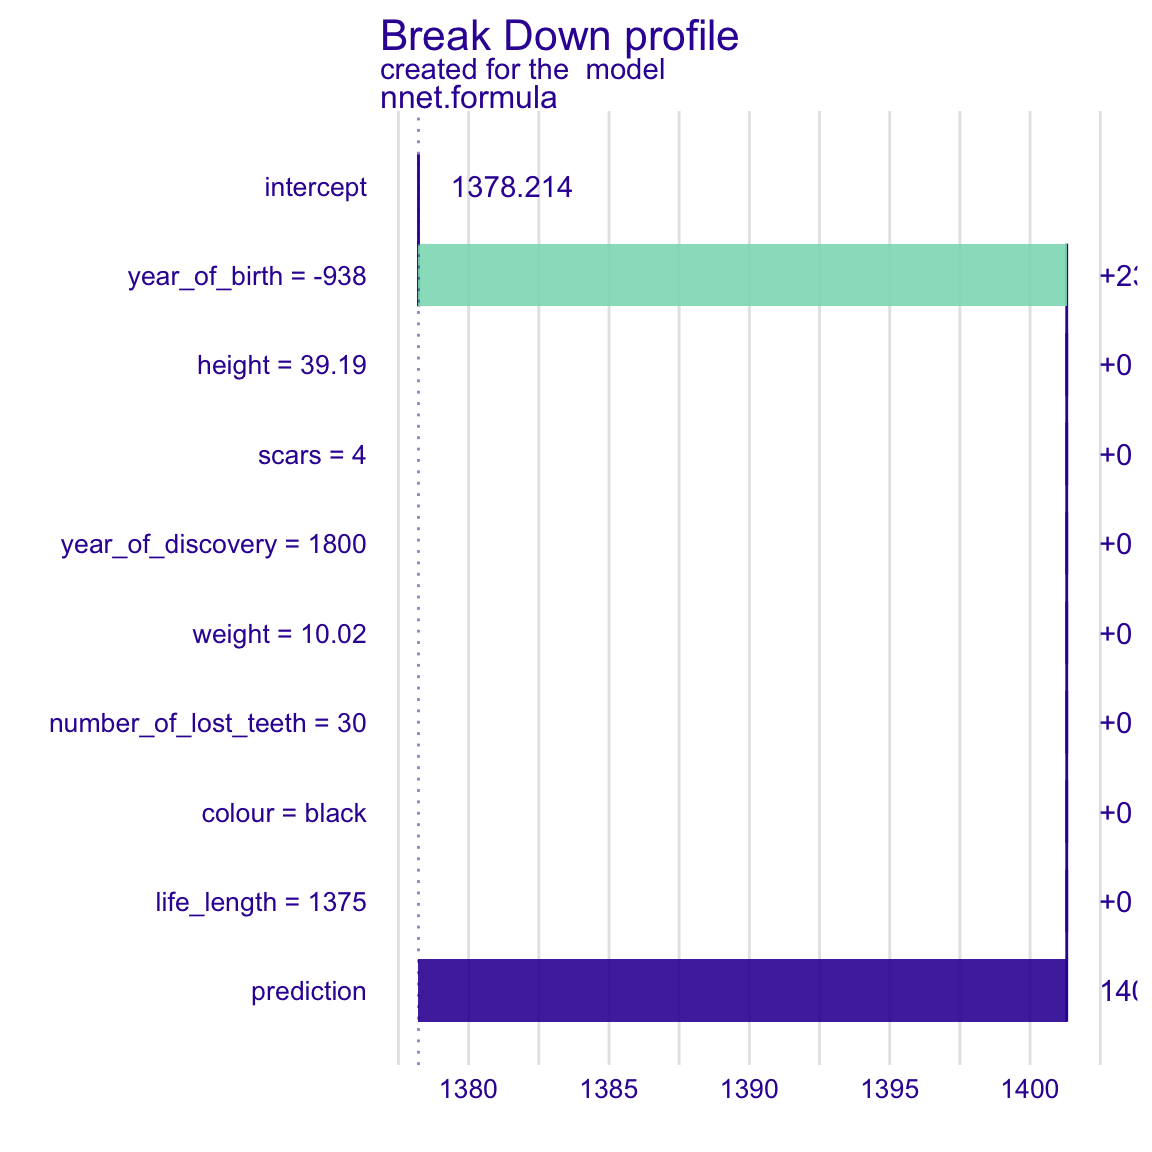 Break Down profile
created for the  model
nnet.formula
intercept 1378.214
year_of_birth = -938
height = 39.19 +0
scars = 4 +0
year_of_discovery = 1800 +0
weight = 10.02 +0
number_of_lost_teeth = 30 +0
colour = black +0
life_length = 1375 +0
prediction
1380 1385 1390 1395 1400